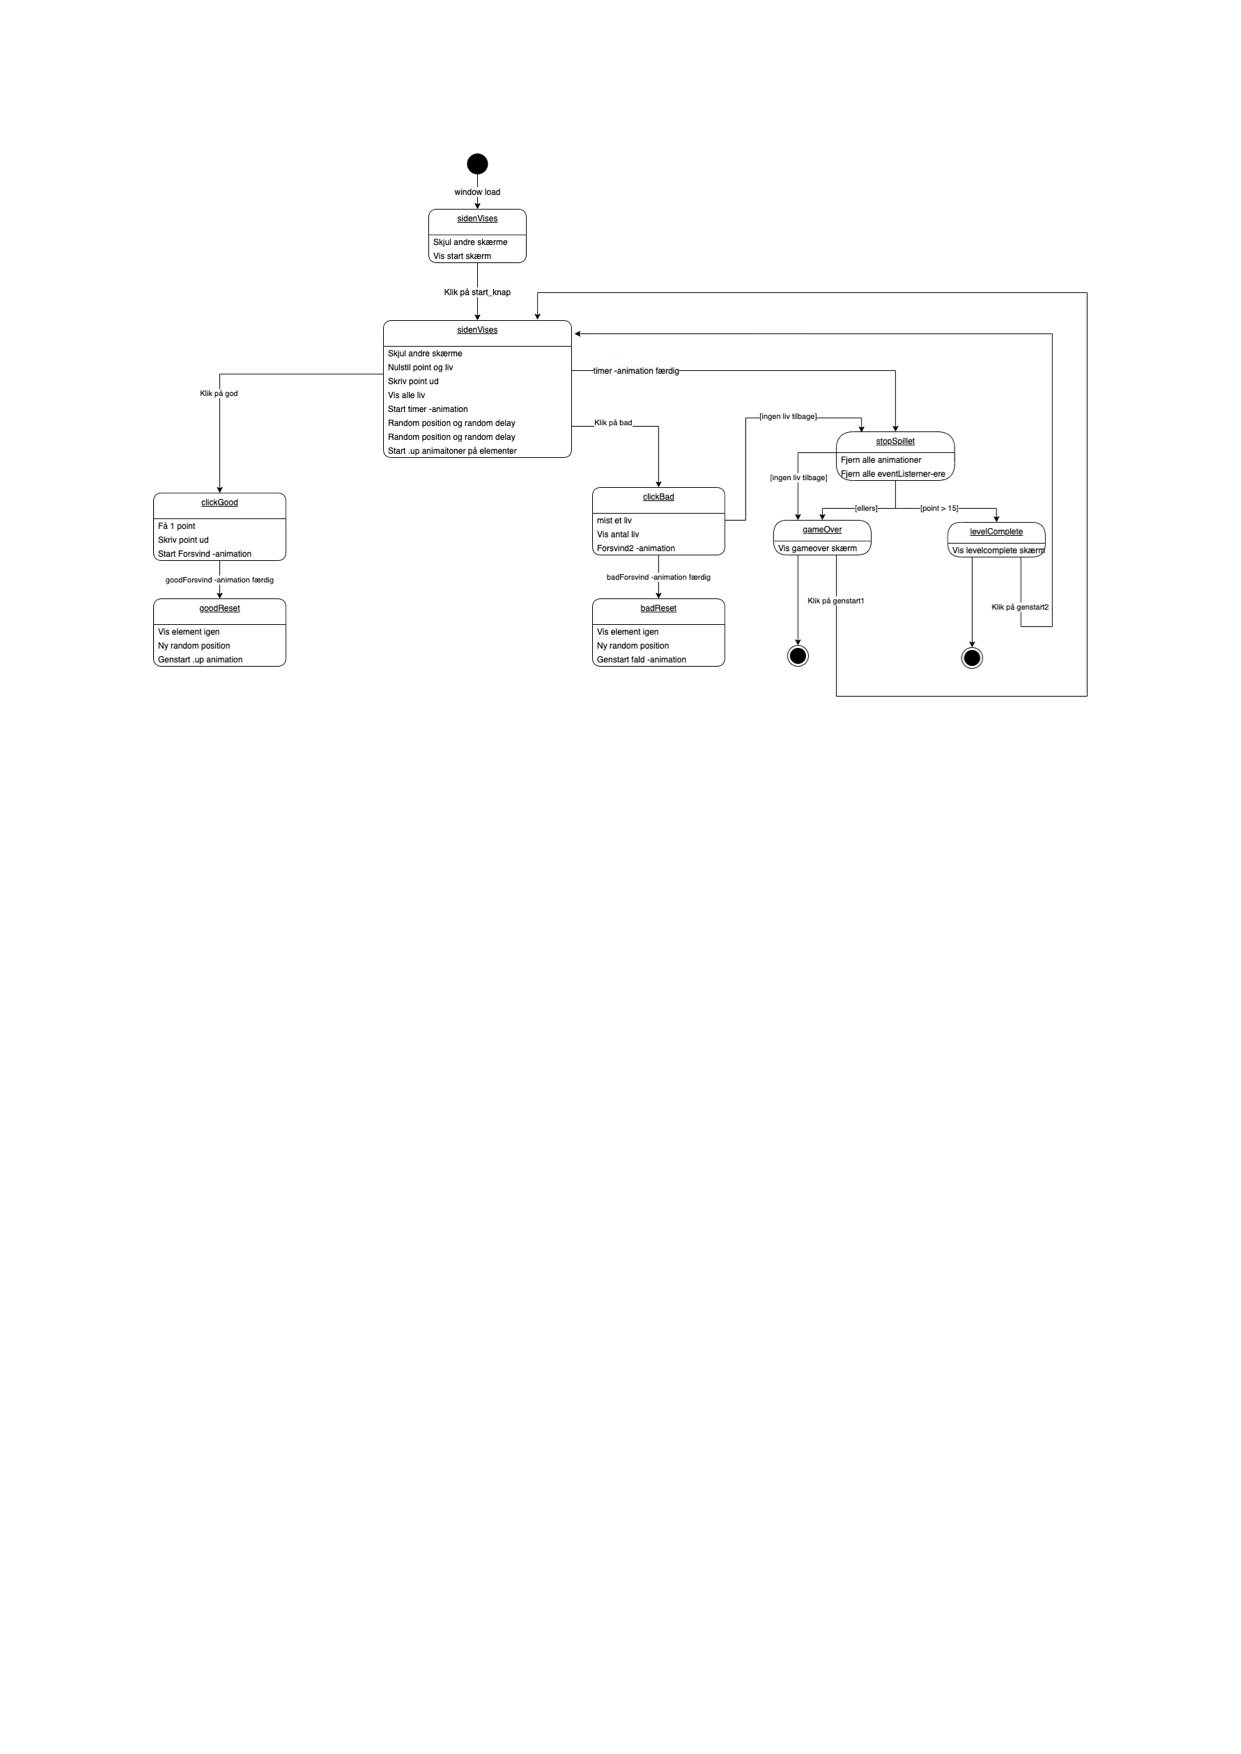 window load
sidenVises
Skjul andre skærme
Vis start skærm
Klik på start_knap
sidenVises
Skjul andre skærme
Nulstil point og liv
Skriv point ud
Vis alle liv
Start timer -animation
Random position og random delay
Random position og random delay
Start .up animaitoner på elementer
Klik på god
timer -animation færdig
Klik på bad
[ingen liv tilbage]
stopSpillet
Fjern alle animationer
Fjern alle eventListerner-ere
[ingen liv tilbage]
[ellers]
[point > 15]
clickGood
Få 1 point
Skriv point ud
Start Forsvind -animation
goodForsvind -animation færdig
goodReset
Vis element igen
Ny random position
Genstart .up animation
clickBad
mist et liv
Vis antal liv
Forsvind2 -animation
badForsvind -animation færdig
badReset
Vis element igen
Ny random position
Genstart fald -animation
gameOver
Vis gameover skærm
Klik på genstart1
levelComplete
Vis levelcomplete skærm
Klik på genstart2